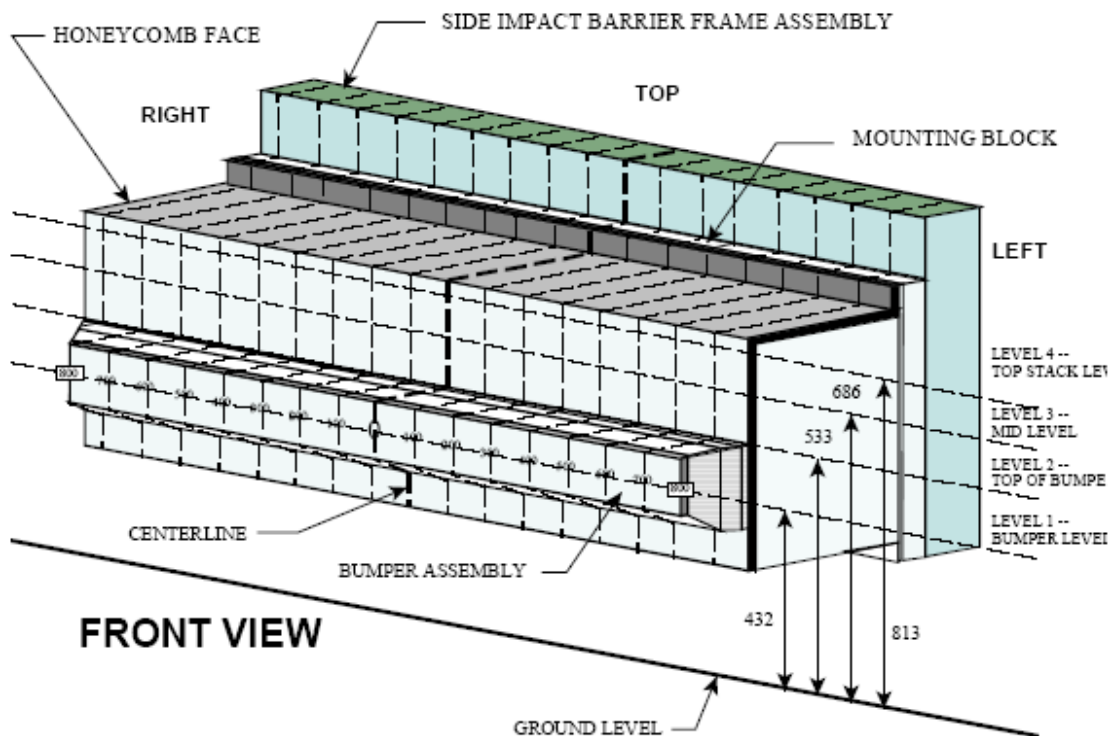 SIDE IMPACT BARRIER FRAME ASSEMBLY
HONEYCOMB FACE
TOP
RIGHT
MOUNTING BLOCK
LEFT
LEVEL 4 --
TOP STACK LEV
686
LEVEL 3 --
MID LEVEL
533
LEVEL 2 --
TOP OF BUMPE
LEVEL 1 --
BUMPER LEVEL
800
800
CENTERLINE
BUMPER ASSEMBLY
432
813
FRONT VIEW
GROUND LEVEL